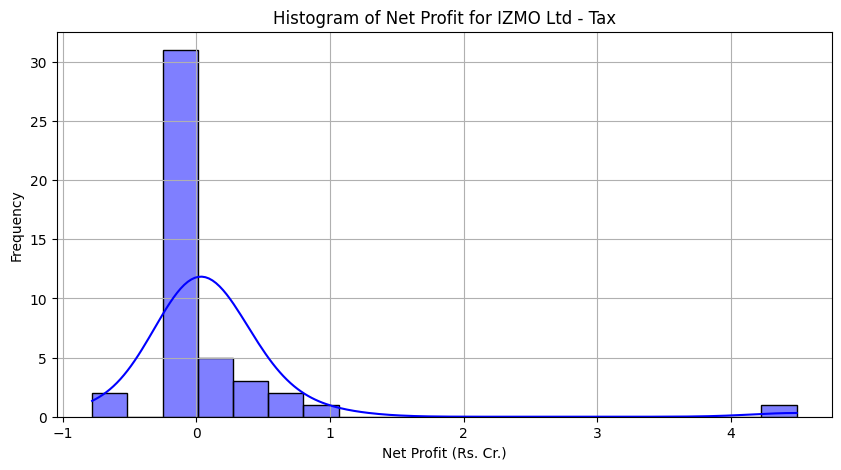 Histogram of Net Profit for IZMO Ltd - Tax
30
25
20
15
10
5
0
Frequency
−1 0 1 2 3 4
Net Profit (Rs. Cr.)